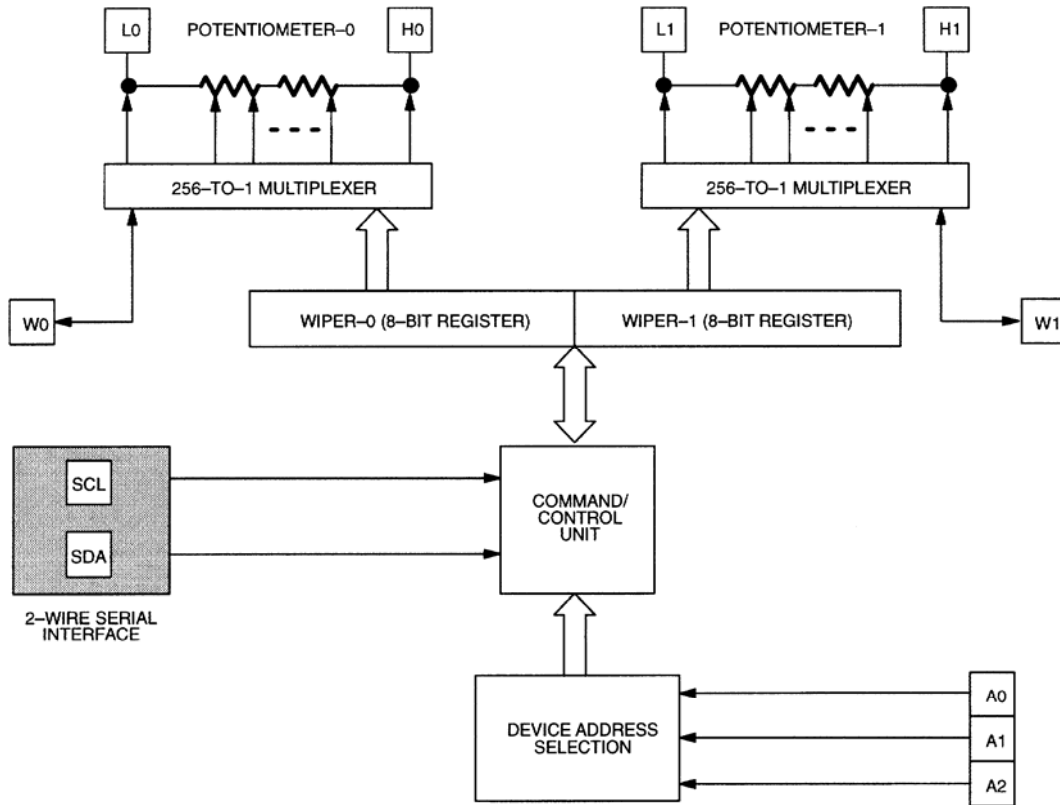 L0
POTENTIOMETER–0
H0
L1
POTENTIOMETER–1
H1
256–TO–1 MULTIPLEXER
256–TO–1 MULTIPLEXER
W0
WIPER–0 (8–BIT REGISTER)
WIPER–1 (8–BIT REGISTER)
W1
SCL
SDA
COMMAND/
CONTROL
UNIT
2–WIRE SERIAL
INTERFACE
DEVICE ADDRESS
SELECTION
A0
A1
A2